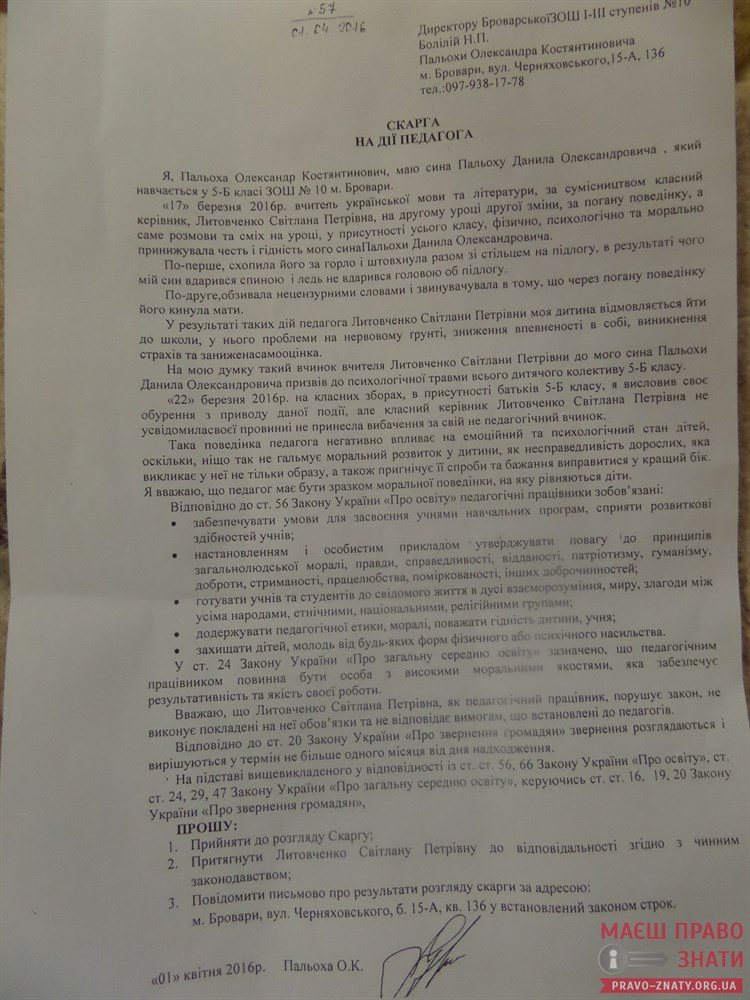 №57
01.04.2016
Директору БроварськоїЗОШ І-ІІІ ступенів №10
Болілій Н.П.
Пальохи Олександра Костянтиновича
м. Бровари, вул. Черняховського,15-А, 136
тел.:097-938-17-78
СКАРГА
НА ДІЇ ПЕДАГОГА
Я, Пальоха Олександр Костянтинович, маю сина Пальоху Данила Олександровича , який
навчається у 5-Б класі ЗОШ № 10 м. Бровари.
«17» березня 2016р. вчитель української мови та літератури, за сумісництвом класний
керівник, Литовченко Світлана Петрівна, на другому уроці другої зміни, за погану поведінку, а
саме розмови та сміх на уроці, у присутності усього класу, фізично, психологічно та морально
принижувала честь і гідність мого синаПальохи Данила Олександровича.
По-перше, схопила його за горло і штовхнула разом зі стільцем на підлогу, в результаті чого
мій син вдарився спиною і ледь не вдарився головою об підлогу.
По-друге,обзивала нецензурними словами і звинувачувала в тому, що через погану поведінку
його кинула мати.
У результаті таких дій педагога Литовченко Світлани Петрівни моя дитина відмовляється йти
до школи, у нього проблеми на нервовому ґрунті, зниження впевненості в собі, виникнення
страхів та заниженасамооцінка.
На мою думку такий вчинок вчителя Литовченко Світлани Петрівни до мого сина Пальохи
Данила Олександровича призвів до психологічної травми всього дитячого колективу 5-Б класу.
«22» березня 2016р. на класних зборах, в присутності батьків 5-Б класу, я висловив своє
обурення з приводу даної події, але класний керівник Литовченко Світлана Петрівна не
усвідомиласвоєї провиниі не принесла вибачення за свій не педагогічний вчинок.
Така поведінка педагога негативно впливає на емоційний та психологічний стан дітей,
оскільки, ніщо так не гальмує моральний розвиток у дитини, як несправедливість дорослих, яка
викликає у неї не тільки образу, а також пригнічує її спроби та бажання виправитися у кращий бік.
Я вважаю, що педагог має бути зразком моральної поведінки, на яку рівняються діти.
Відповідно до ст. 56 Закону України «Про освіту» педагогічні працівники зобов’язані:
• забезпечувати умови для засвоєння учнями навчальних програм, сприяти розвиткові
здібностей учнів;
• настановленням і особистим прикладом утверджувати повагу до принципів
загальнолюдської моралі, правди, справедливості, відданості, патріотизму, гуманізму,
доброти, стриманості, працелюбства, поміркованості, інших доброчинностей;
• готувати учнів та студентів до свідомого життя в дусі взаєморозуміння, миру, злагоди між
усіма народами, етнічними, національними, релігійними групами;
• додержувати педагогічної етики, моралі, поважати гідність дитини, учня;
• захищати дітей, молодь від будь-яких форм фізичного або психічного насильства.
У ст. 24 Закону України «Про загальну середню освіту» зазначено, що педагогічним
працівником повинна бути особа з високими моральними якостями, яка забезпечує
результативність та якість своєї роботи.
Вважаю, що Литовченко Світлана Петрівна, як педагогічний працівник, порушує закон, не
виконує покладені на неї обов’язки та не відповідає вимогам, що встановлені до педагогів.
Відповідно до ст. 20 Закону України «Про звернення громадян» звернення розглядаються і
вирішуються у термін не більше одного місяця від дня надходження.
На підставі вищевикладеного у відповідності із ст. ст. 56, 66 Закону України «Про освіту», ст.
ст. 24, 29, 47 Закону України «Про загальну середню освіту», керуючись ст. ст. 16, 19, 20 Закону
України «Про звернення громадян»,
ПРОШУ:
1. Прийняти до розгляду Скаргу;
2. Притягнути Литовченко Світлану Петрівну до відповідальності згідно з чинним
законодавством;
3. Повідомити письмово про результати розгляду скарги за адресою:
м. Бровари, вул. Черняховського, б. 15-А, кв. 136 у встановлений законом строк.
«01» квітня 2016р. Пальоха О.К.
МАЄШ ПРАВО
ЗНАТИ
PRAVO-ZNATY.ORG.UA